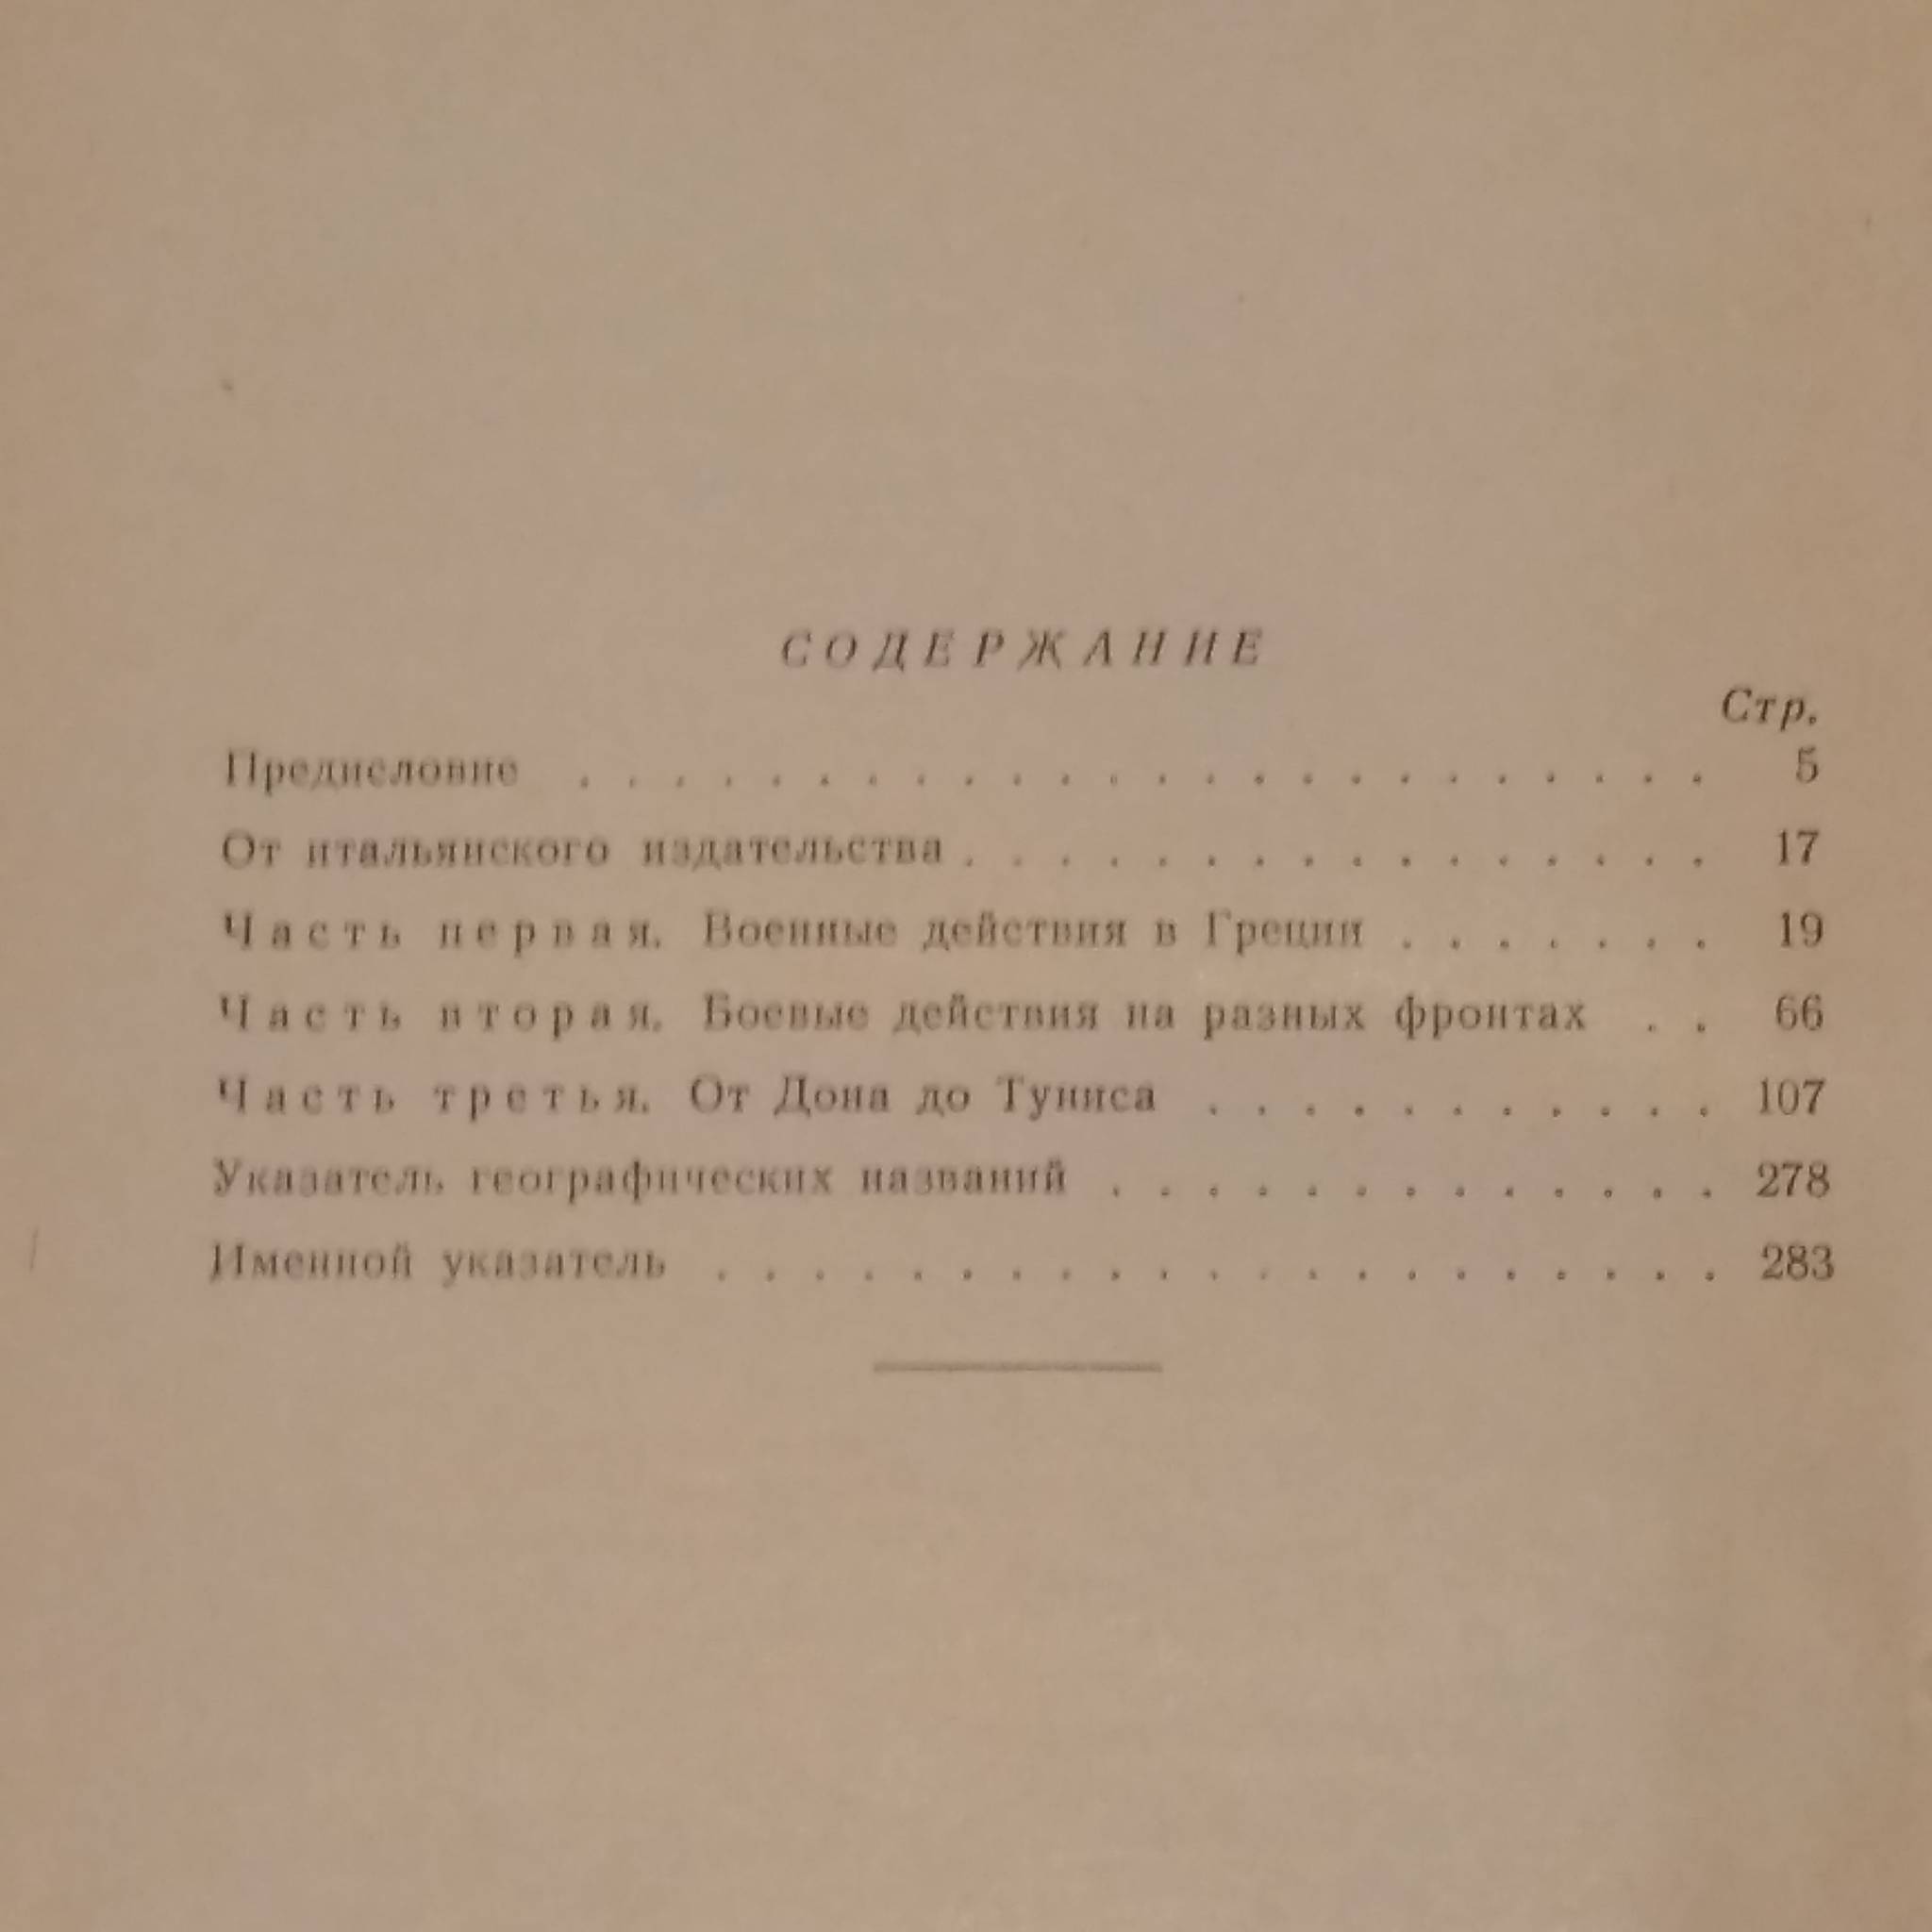 СОДЕРЖАНИЕ
Стр.
Предисловие . . . . . . . . . . . . . . . . . . . . . . . . 5
От итальянского издательства . . . . . . . . . . . . . . . . 17
Часть первая. Военные действия в Греции . . . . . . . 19
Часть вторая. Боевые действия на разных фронтах . . 66
Часть третья. От Дона до Туниса . . . . . . . . . . . 107
Указатель географических названий . . . . . . . . . . . . . 278
Именной указатель . . . . . . . . . . . . . . . . . . . . . 283